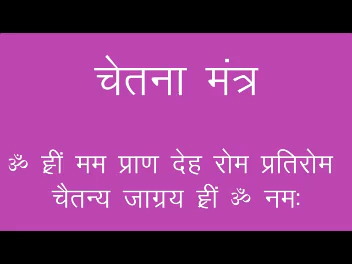 चेतना मंत्र
ॐ ह्रीं मम प्राण देह रोम प्रतिरोम
चैतन्य जाग्रय ह्रीं ॐ नमः